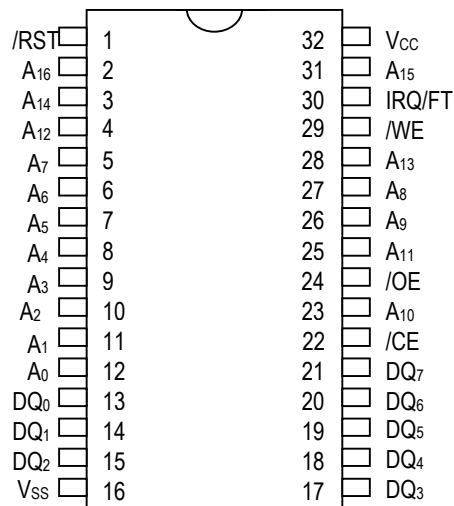 /RST 1 32 VCC
A16 2 31 A15
A14 3 30 IRQ/FT
A12 4 29 /WE
A7 5 28 A13
A6 6 27 A8
A5 7 26 A9
A4 8 25 A11
A3 9 24 /OE
A2 10 23 A10
A1 11 22 /CE
A0 12 21 DQ7
DQ0 13 20 DQ6
DQ1 14 19 DQ5
DQ2 15 18 DQ4
VSS 16 17 DQ3